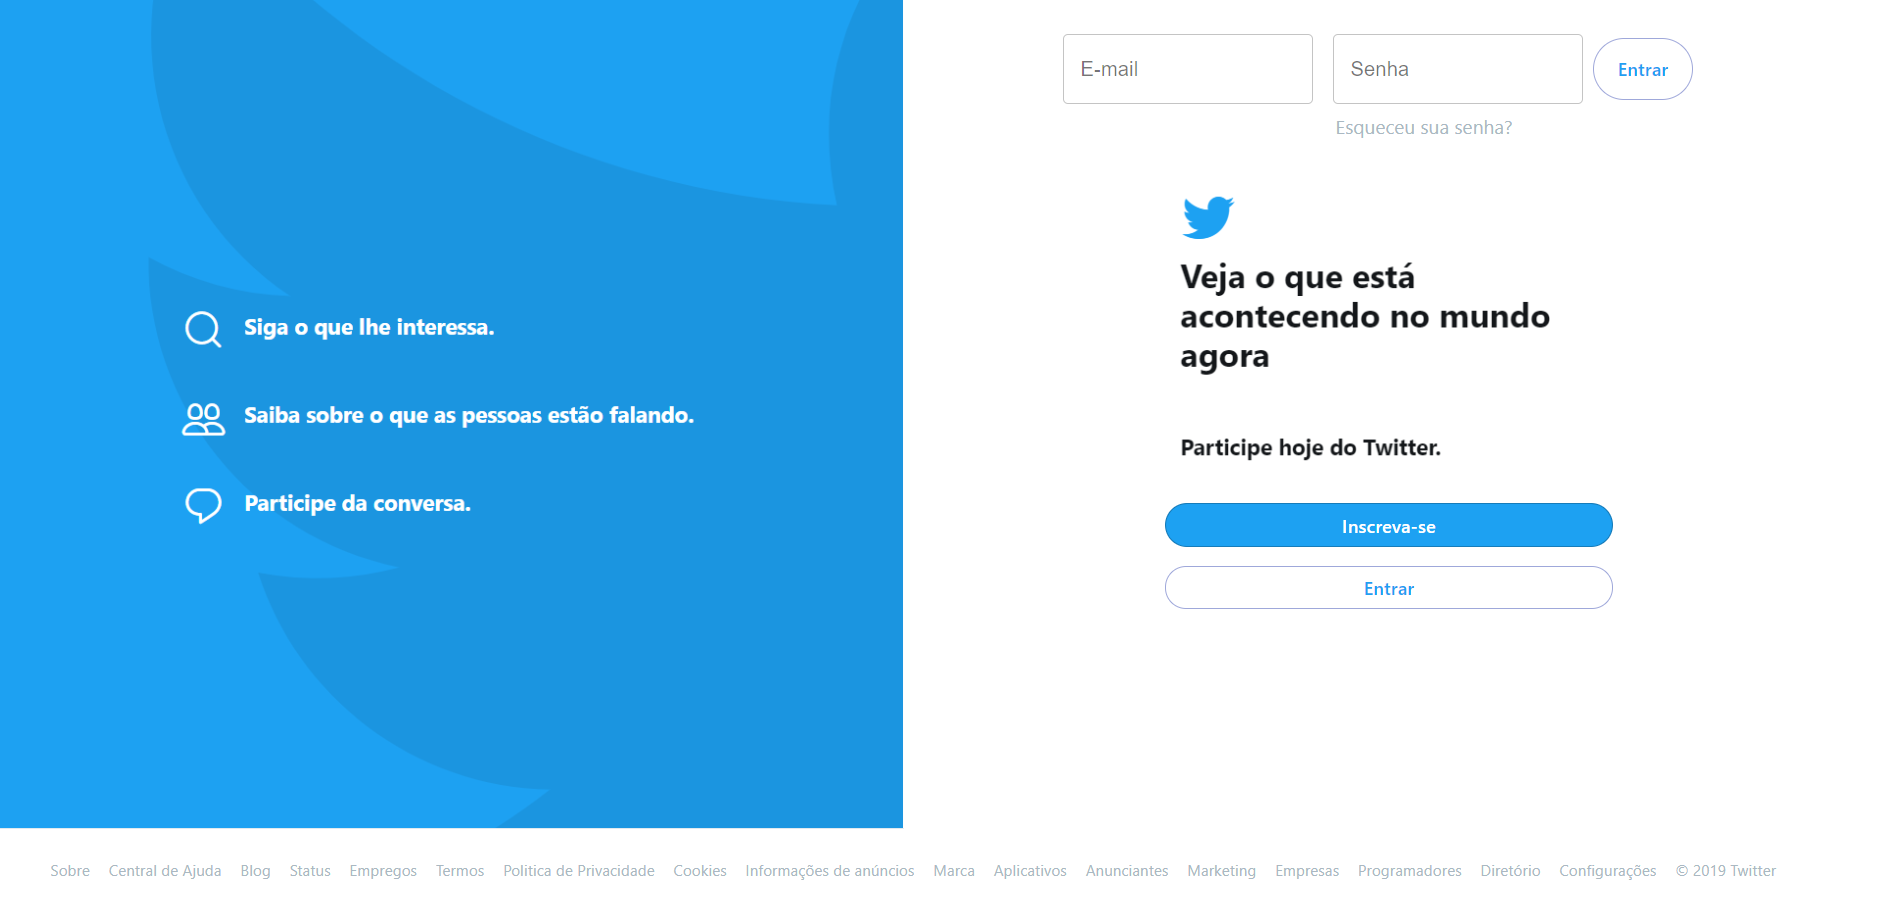 E-mail
Senha
Entrar
Esqueceu sua senha?
Siga o que lhe interessa.
Saiba sobre o que as pessoas estão falando.
Participe da conversa.
Veja o que está
acontecendo no mundo
agora
Participe hoje do Twitter.
Inscreva-se
Entrar
Sobre Central de Ajuda Blog Status Empregos Termos Politica de Privacidade Cookies Informações de anúncios Marca Aplicativos Anunciantes Marketing Empresas Programadores Diretório Configurações © 2019 Twitter